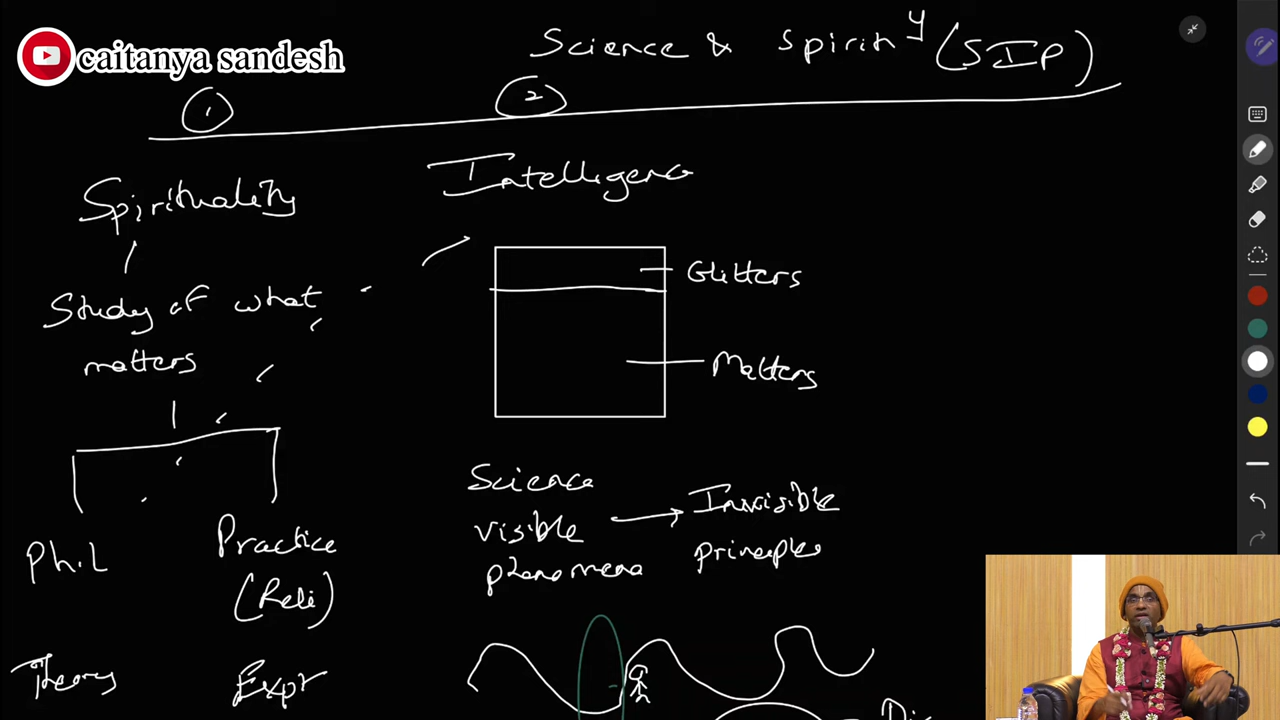 caitanya sandesh
Science & Spirity (SIP)
1
2
Spirituality
Study of what
matters
Phil
Practice
(Reli)
Theory
Expt
Intelligence
Glitters
Matters
Science
visible
phenomena
Invisible
principles